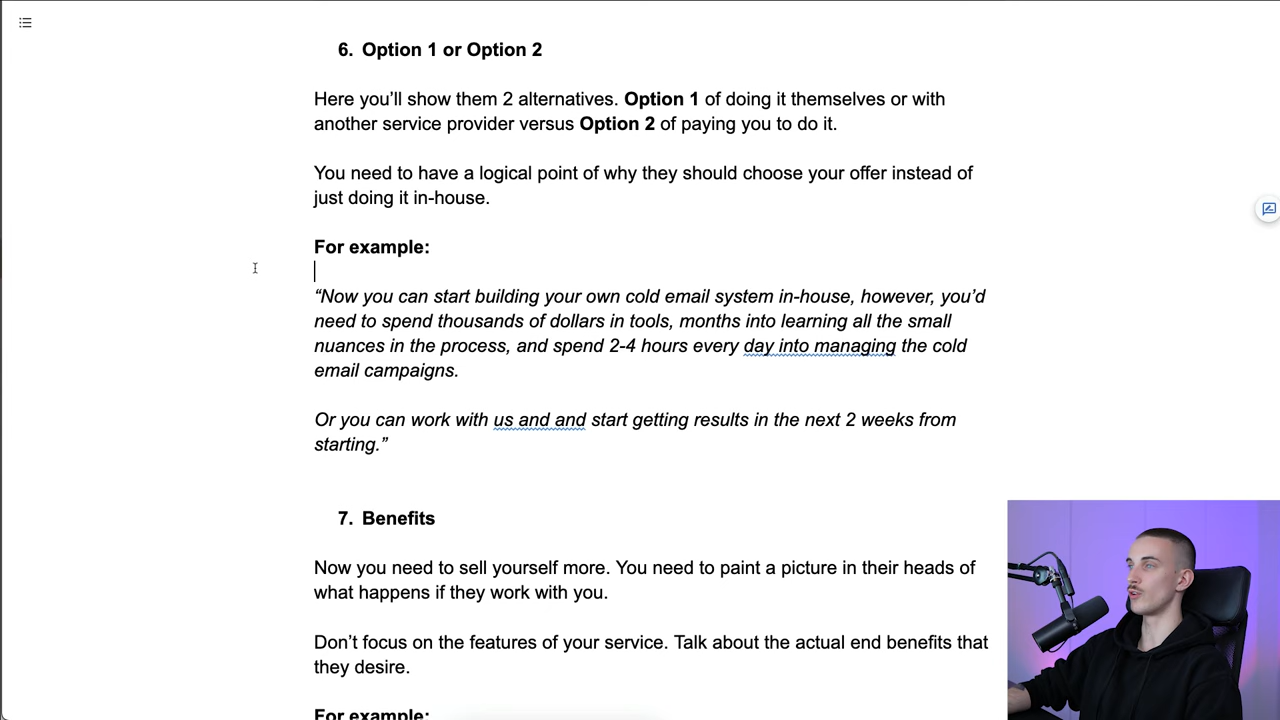 6. Option 1 or Option 2
Here you’ll show them 2 alternatives. Option 1 of doing it themselves or with
another service provider versus Option 2 of paying you to do it.
You need to have a logical point of why they should choose your offer instead of
just doing it in-house.
For example:
“Now you can start building your own cold email system in-house, however, you’d
need to spend thousands of dollars in tools, months into learning all the small
nuances in the process, and spend 2-4 hours every day into managing the cold
email campaigns.
Or you can work with us and and start getting results in the next 2 weeks from
starting.”
7. Benefits
Now you need to sell yourself more. You need to paint a picture in their heads of
what happens if they work with you.
Don’t focus on the features of your service. Talk about the actual end benefits that
they desire.
For example: